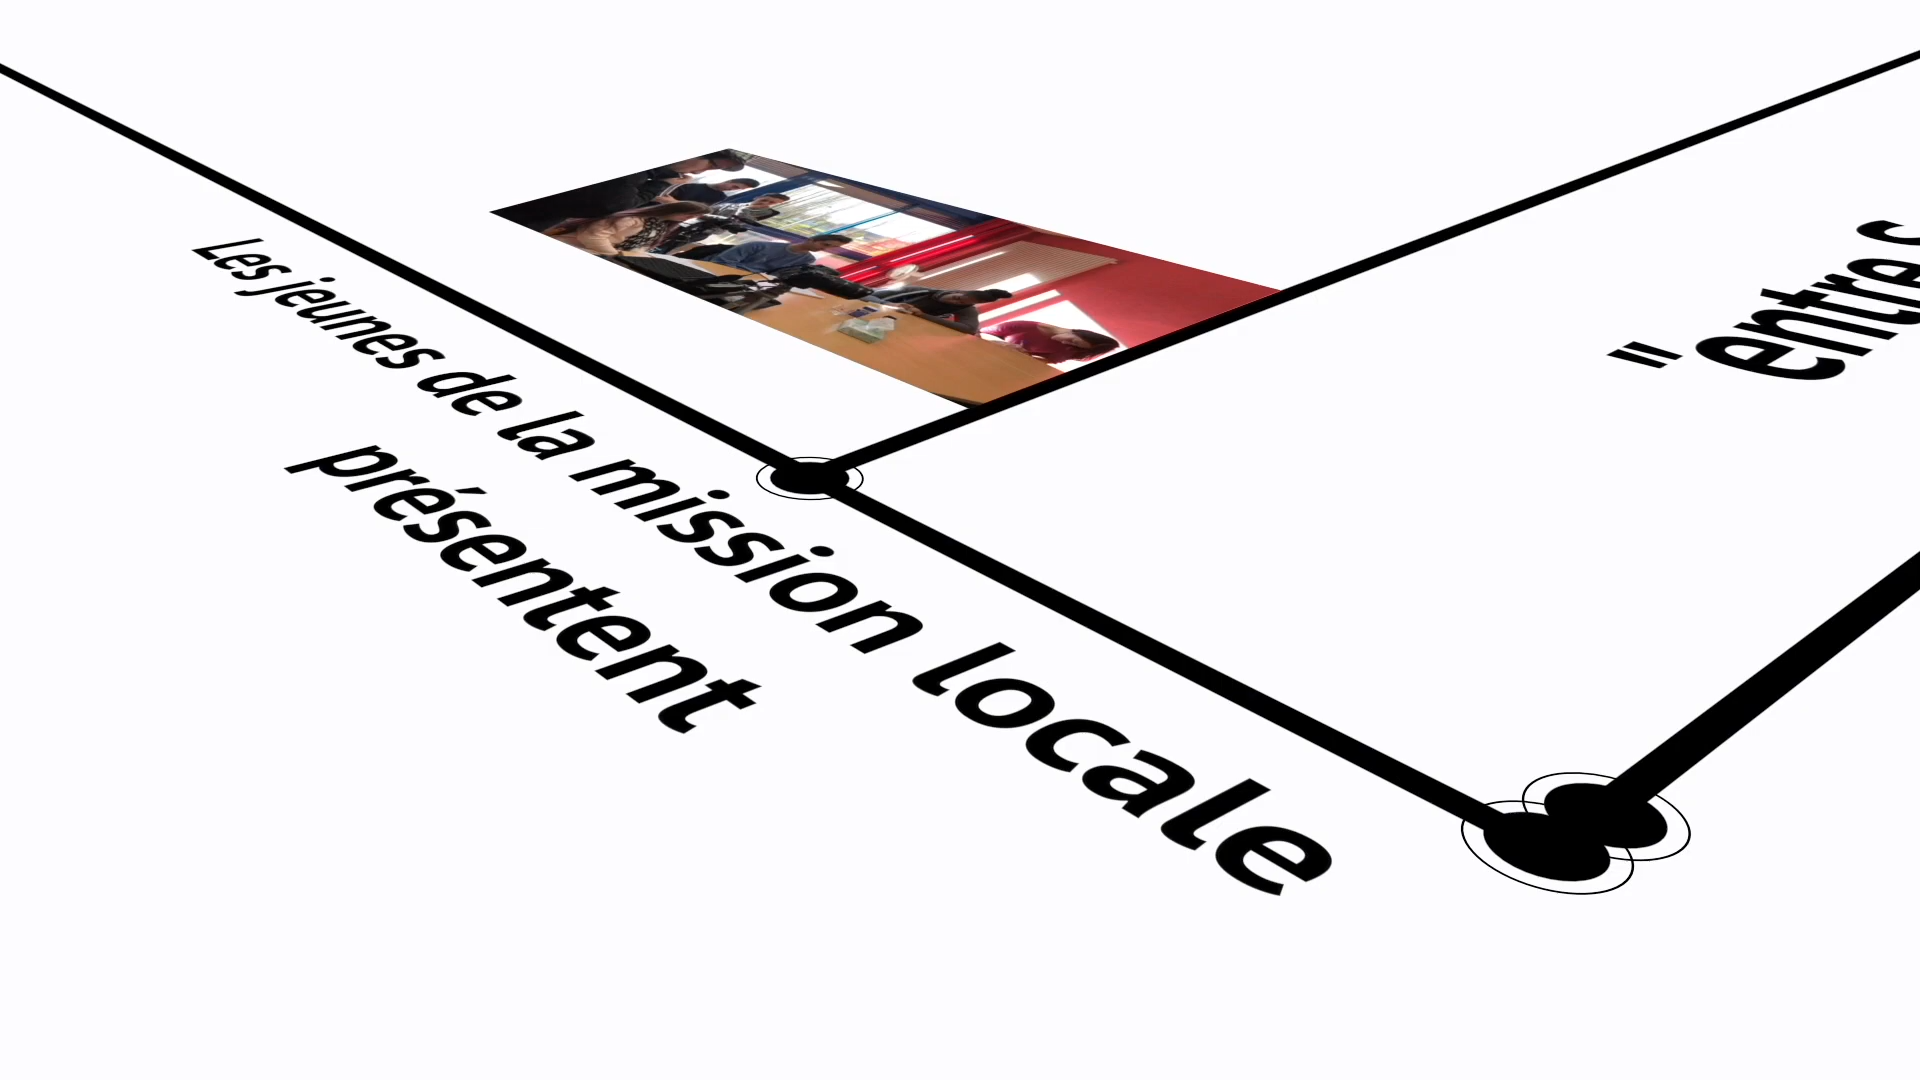 Les jeunes de la mission locale
présentent
"entre